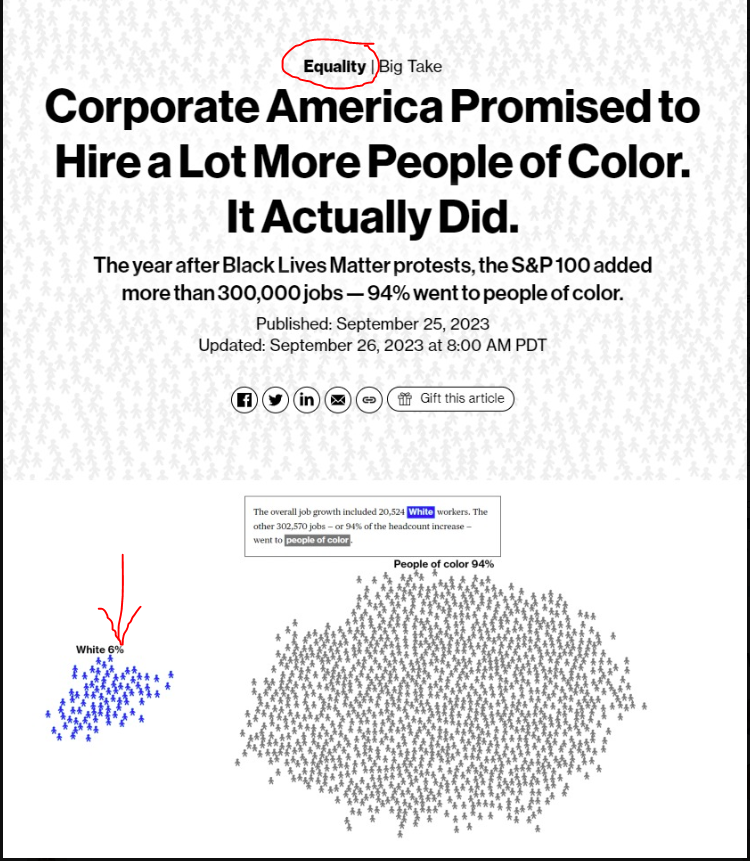 Equality | Big Take
Corporate America Promised to
Hire a Lot More People of Color.
It Actually Did.
The year after Black Lives Matter protests, the S&P 100 added
more than 300,000 jobs — 94% went to people of color.
Published: September 25, 2023
Updated: September 26, 2023 at 8:00 AM PDT
Gift this article
The overall job growth included 20,524 White workers. The
other 302,570 jobs – or 94% of the headcount increase –
went to people of color.
People of color 94%
White 6%